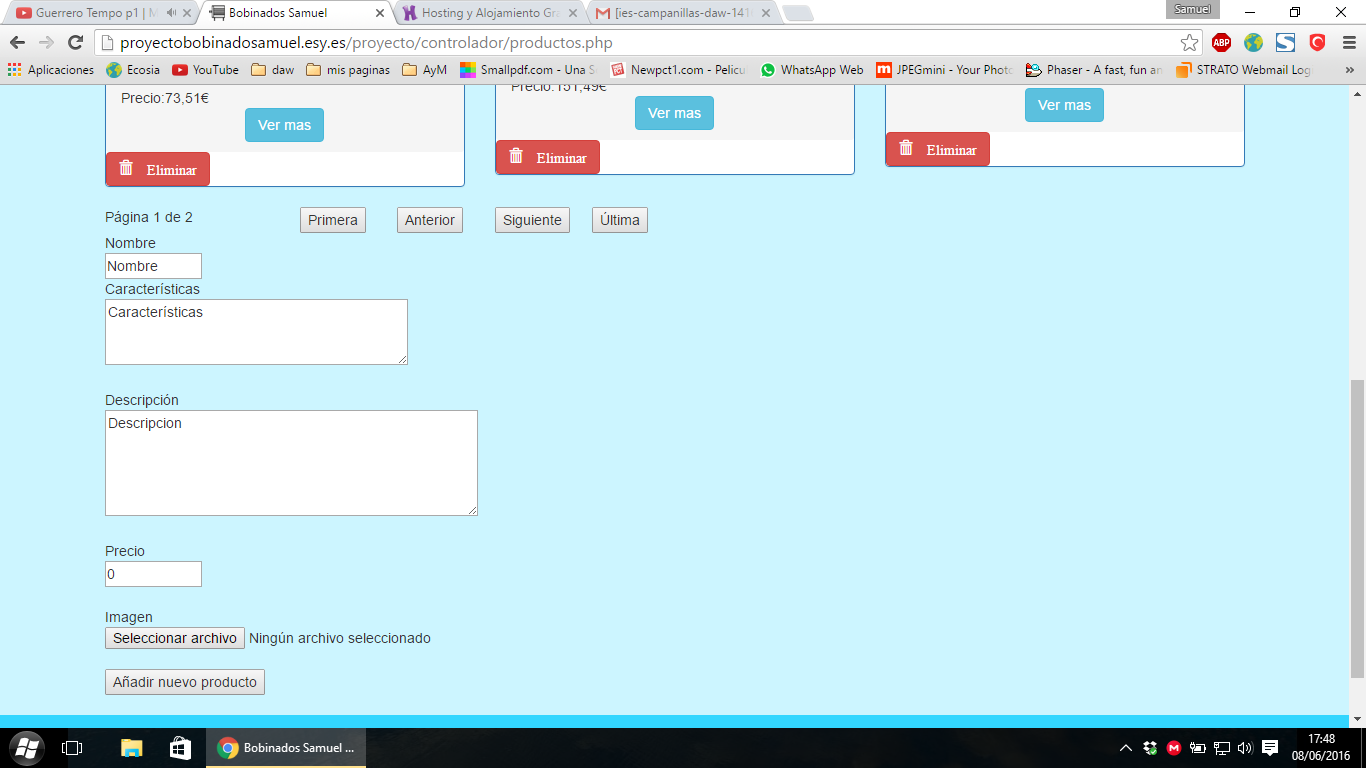 Guerrero Tempo p1 | M
Bobinados Samuel
Hosting y Alojamiento Gra
[ies-campanillas-daw-141
Samuel
proyectobobinadosamuel.esy.es/proyecto/controlador/productos.php
ABP
Aplicaciones
Ecosia
YouTube
daw
mis paginas
AyM
Smallpdf.com - Una S
Newpct1.com - Pelicu
WhatsApp Web
JPEGmini - Your Photo
Phaser - A fast, fun an
STRATO Webmail Log
»
Precio:73,51€
Ver mas
Eliminar
Precio:151,49€
Ver mas
Eliminar
Ver mas
Eliminar
Página 1 de 2
Primera
Anterior
Siguiente
Última
Nombre
Nombre
Características
Características
Descripción
Descripcion
Precio
0
Imagen
Seleccionar archivo Ningún archivo seleccionado
Añadir nuevo producto
Bobinados Samuel ...
17:48
08/06/2016